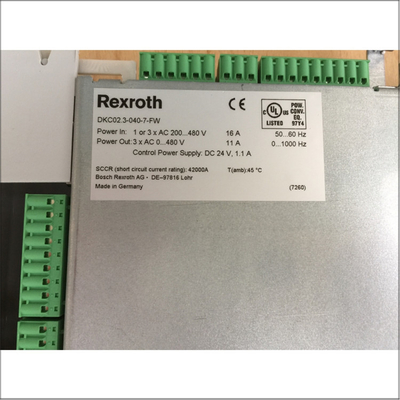 Rexroth
CE
DKC02.3-040-7-FW
Power In: 1 or 3 x AC 200...480 V 16 A 50...60 Hz
Power Out: 3 x AC 0...480 V 11 A 0...1000 Hz
Control Power Supply: DC 24 V, 1.1 A
SCCR (short circuit current rating): 42000A T(amb):45 °C
Bosch Rexroth AG - DE-97816 Lohr
Made in Germany (7260)
c UL US
LISTED
POW.
CONV.
EQ.
97Y4